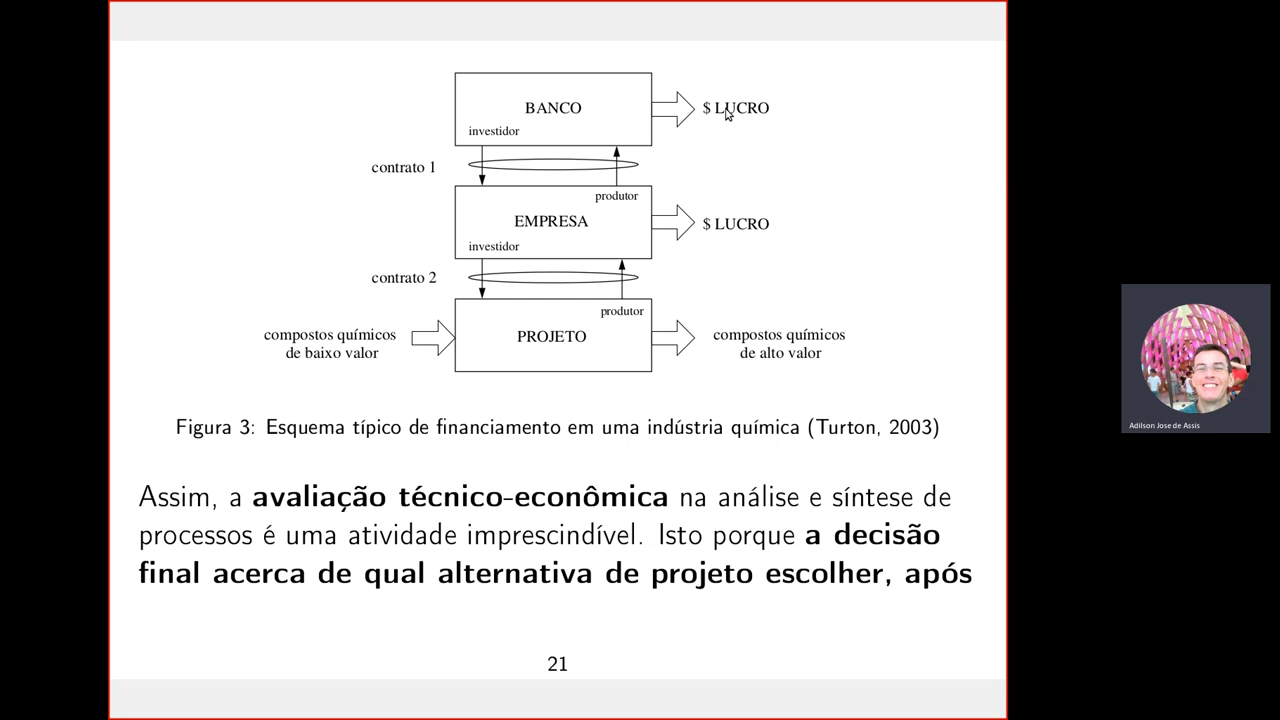 BANCO
$ LUCRO
investidor
contrato 1
produtor
EMPRESA
$ LUCRO
investidor
contrato 2
produtor
compostos químicos
de baixo valor
PROJETO
compostos químicos
de alto valor
Figura 3: Esquema típico de financiamento em uma indústria química (Turton, 2003)
Assim, a avaliação técnico-econômica na análise e síntese de
processos é uma atividade imprescindível. Isto porque a decisão
final acerca de qual alternativa de projeto escolher, após
21
Adilson Jose de Assis